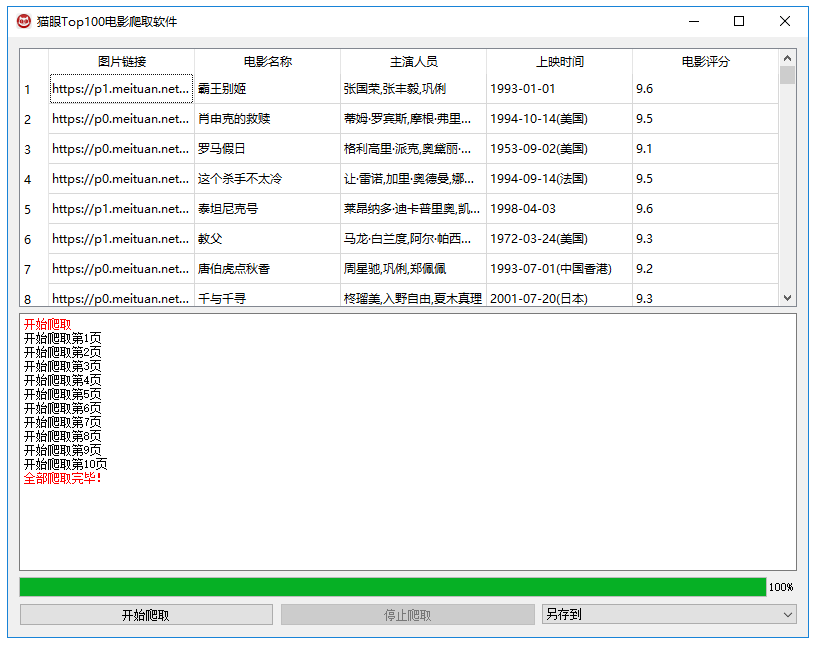 猫眼Top100电影爬取软件
图片链接 电影名称 主演人员 上映时间 电影评分
1 https://p1.meituan.net... 霸王别姬 张国荣,张丰毅,巩俐 1993-01-01 9.6
2 https://p0.meituan.net... 肖申克的救赎 蒂姆·罗宾斯,摩根·弗里... 1994-10-14(美国) 9.5
3 https://p0.meituan.net... 罗马假日 格利高里·派克,奥黛丽·... 1953-09-02(美国) 9.1
4 https://p0.meituan.net... 这个杀手不太冷 让·雷诺,加里·奥德曼,娜... 1994-09-14(法国) 9.5
5 https://p1.meituan.net... 泰坦尼克号 莱昂纳多·迪卡普里奥,凯... 1998-04-03 9.6
6 https://p1.meituan.net... 教父 马龙·白兰度,阿尔·帕西... 1972-03-24(美国) 9.3
7 https://p0.meituan.net... 唐伯虎点秋香 周星驰,巩俐,郑佩佩 1993-07-01(中国香港) 9.2
8 https://p0.meituan.net... 千与千寻 柊瑠美,入野自由,夏木真理 2001-07-20(日本) 9.3
开始爬取
开始爬取第1页
开始爬取第2页
开始爬取第3页
开始爬取第4页
开始爬取第5页
开始爬取第6页
开始爬取第7页
开始爬取第8页
开始爬取第9页
开始爬取第10页
全部爬取完毕!
100%
开始爬取 停止爬取 另存到